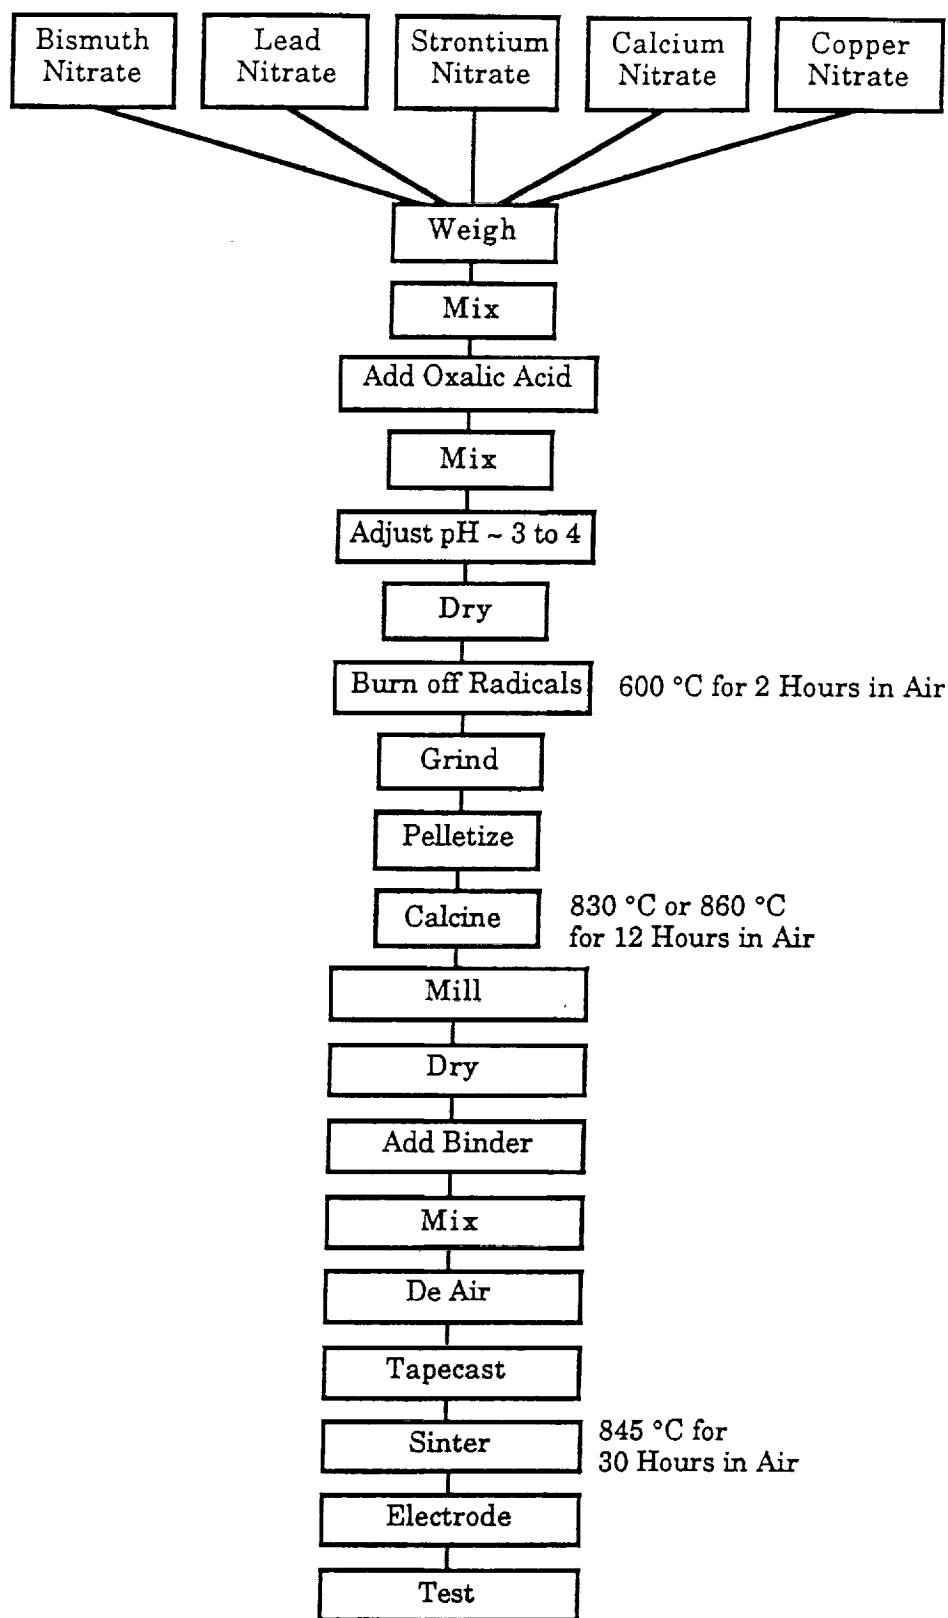 Bismuth
Nitrate
Lead
Nitrate
Strontium
Nitrate
Calcium
Nitrate
Copper
Nitrate
Weigh
Mix
Add Oxalic Acid
Mix
Adjust pH ~ 3 to 4
Dry
Burn off Radicals
600 °C for 2 Hours in Air
Grind
Pelletize
Calcine
830 °C or 860 °C
for 12 Hours in Air
Mill
Dry
Add Binder
Mix
De Air
Tapecast
Sinter
845 °C for
30 Hours in Air
Electrode
Test